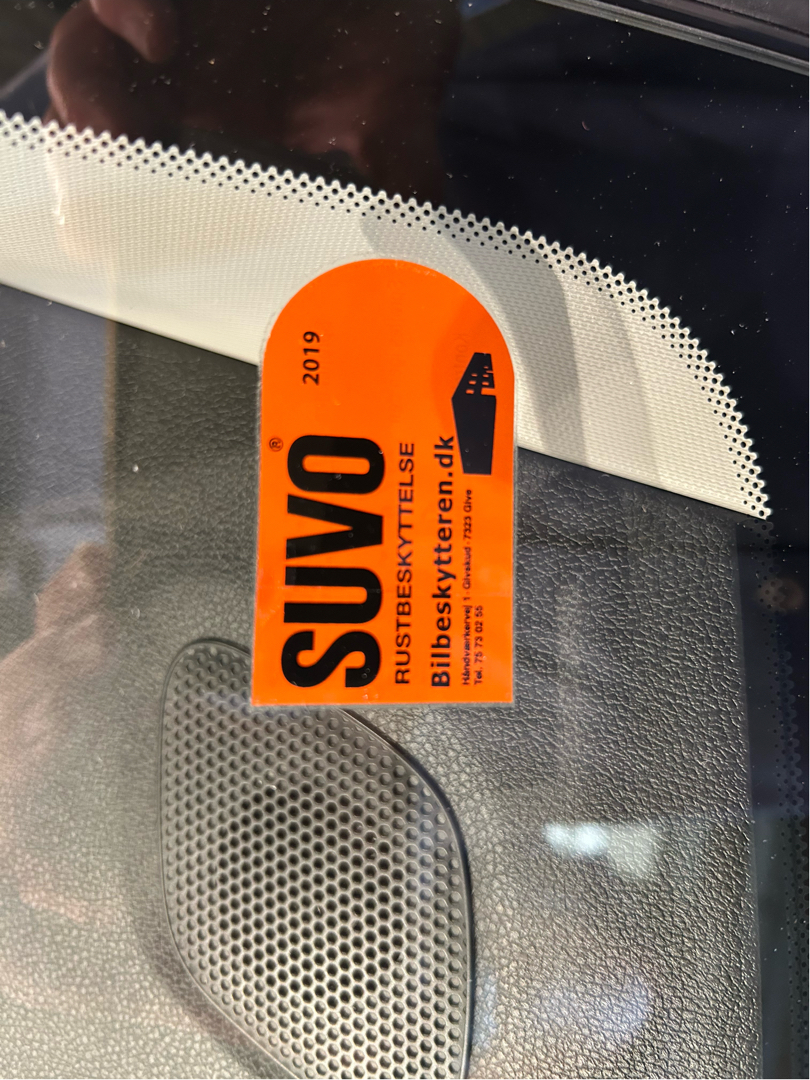 2019
SUVO®
RUSTBESKYTTELSE
Bilbeskytteren.dk
Håndværkervej 1 - Givskud - 7323 Give
Tel. 75 73 02 55